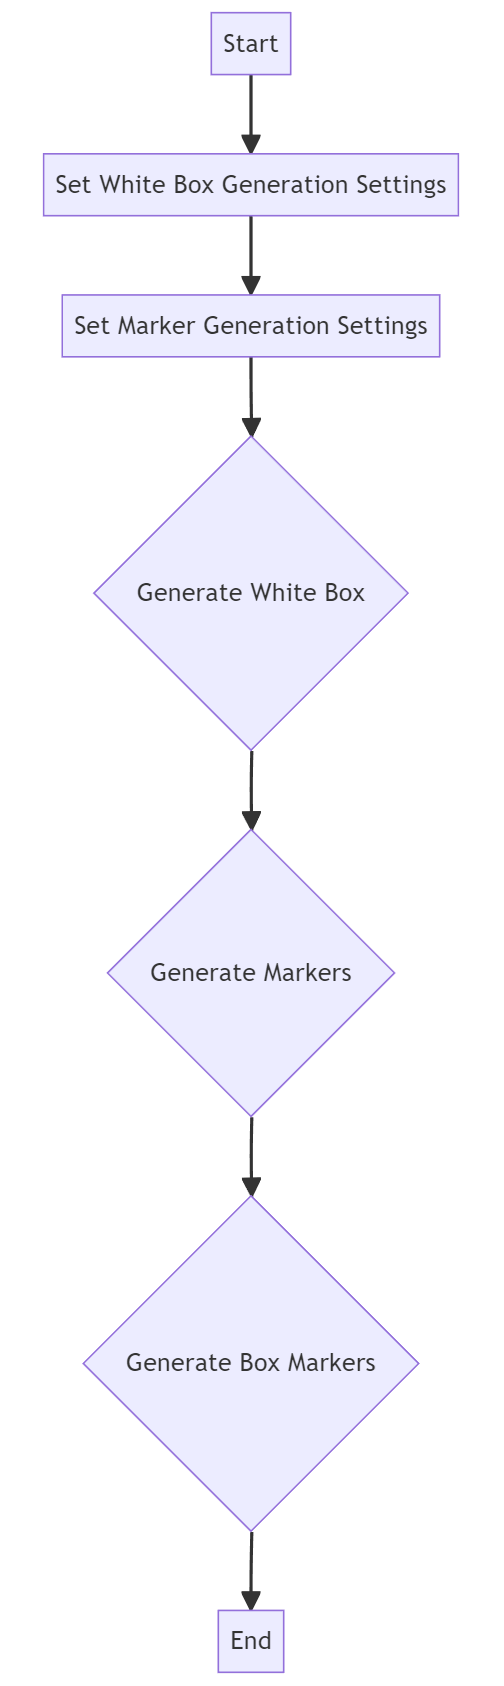 Start
Set White Box Generation Settings
Set Marker Generation Settings
Generate White Box
Generate Markers
Generate Box Markers
End